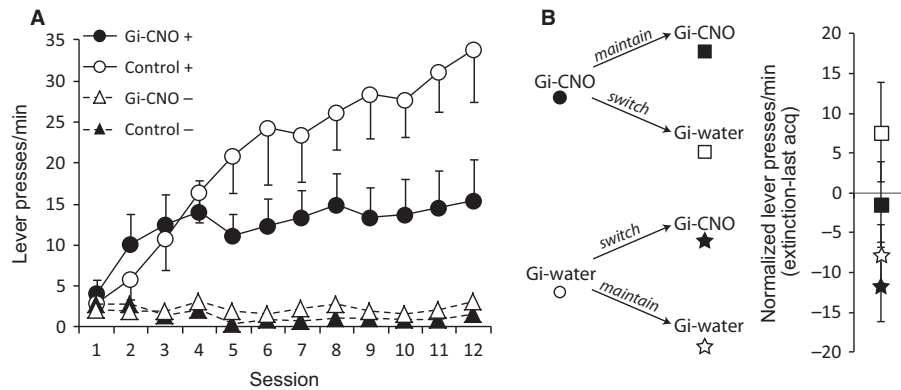 A
Gi-CNO +
Control +
Gi-CNO –
Control –
Lever presses/min
40
35
30
25
20
15
10
5
0
1 2 3 4 5 6 7 8 9 10 11 12
Session
B
Gi-CNO
maintain
Gi-CNO
switch
Gi-water
Gi-water
switch
Gi-CNO
maintain
Gi-water
Normalized lever presses/min
(extinction-last acq)
20
15
10
5
0
–5
–10
–15
–20